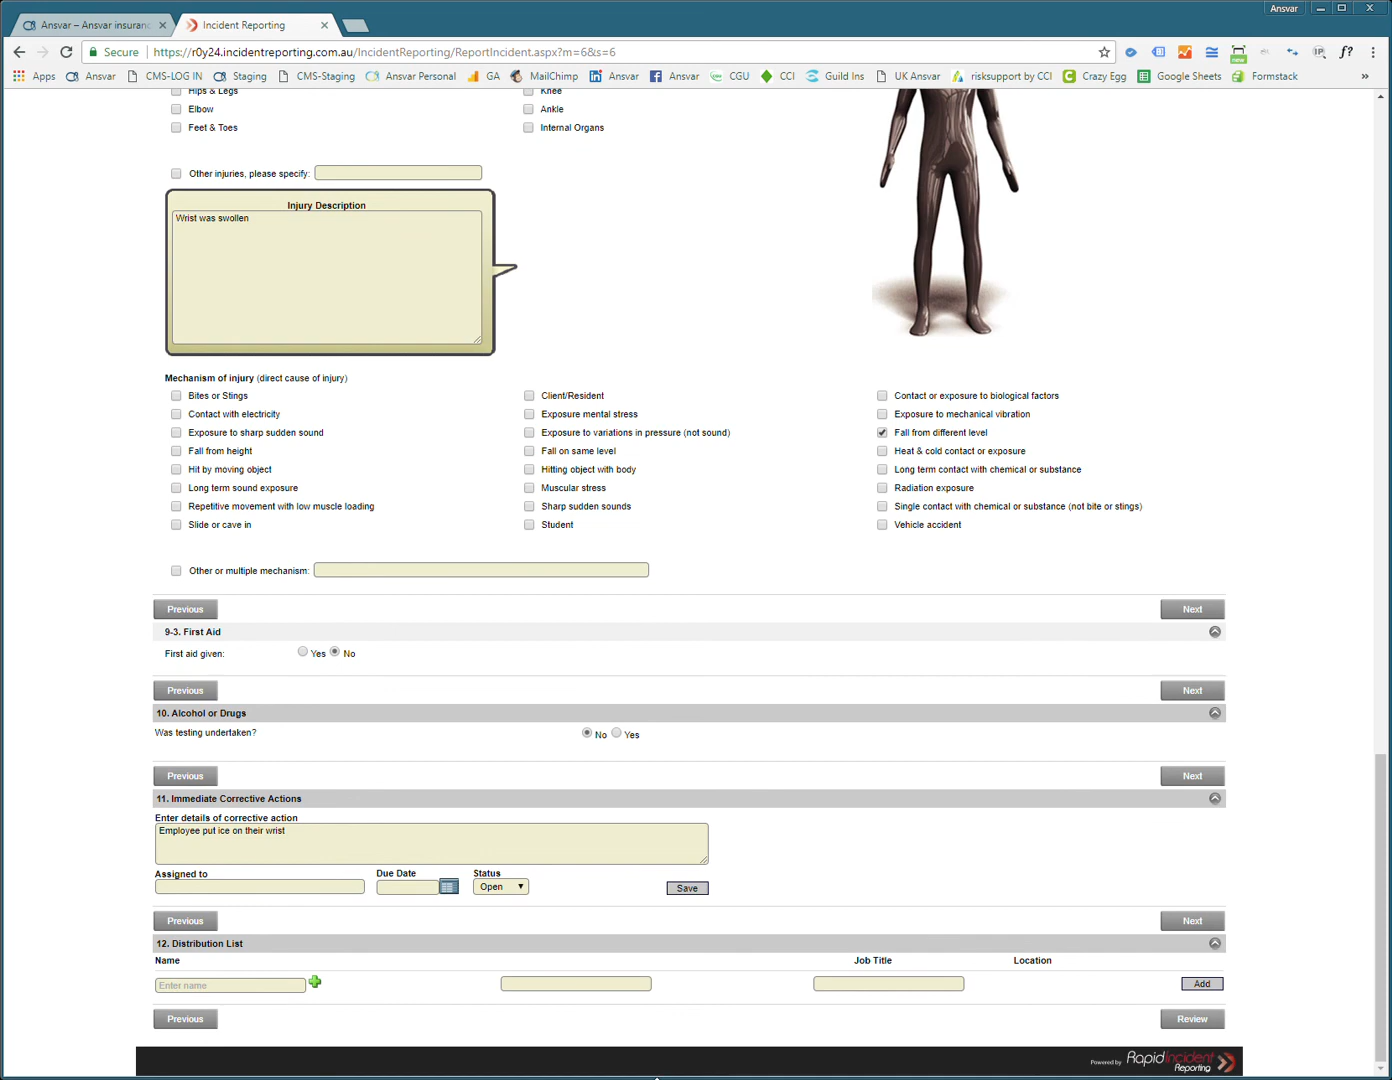 Ansvar
Ansvar – Ansvar insuranc
Incident Reporting
Secure
https://r0y24.incidentreporting.com.au/IncidentReporting/ReportIncident.aspx?m=6&s=6
Apps Ansvar CMS-LOG IN Staging CMS-Staging Ansvar Personal GA MailChimp Ansvar Ansvar CGU CCI Guild Ins UK Ansvar risksupport by CCI Crazy Egg Google Sheets Formstack »
Hips & Legs Knee
Elbow Ankle
Feet & Toes Internal Organs
Other injuries, please specify:
Injury Description
Wrist was swollen
Mechanism of injury (direct cause of injury)
Bites or Stings Client/Resident Contact or exposure to biological factors
Contact with electricity Exposure mental stress Exposure to mechanical vibration
Exposure to sharp sudden sound Exposure to variations in pressure (not sound) Fall from different level
Fall from height Fall on same level Heat & cold contact or exposure
Hit by moving object Hitting object with body Long term contact with chemical or substance
Long term sound exposure Muscular stress Radiation exposure
Repetitive movement with low muscle loading Sharp sudden sounds Single contact with chemical or substance (not bite or stings)
Slide or cave in Student Vehicle accident
Other or multiple mechanism:
Previous Next
9-3. First Aid
First aid given: Yes No
Previous Next
10. Alcohol or Drugs
Was testing undertaken? No Yes
Previous Next
11. Immediate Corrective Actions
Enter details of corrective action
Employee put ice on their wrist
Assigned to Due Date Status
Open Save
Previous Next
12. Distribution List
Name Job Title Location
Enter name Add
Previous Review
Powered by RapidIncident
Reporting